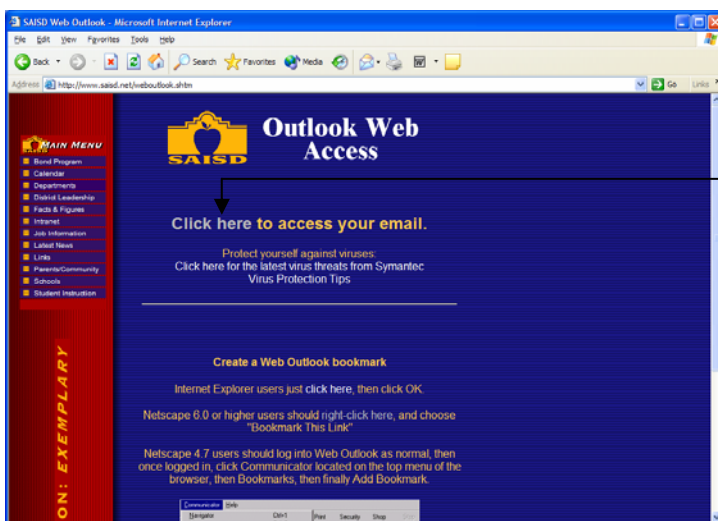 SAISD Web Outlook - Microsoft Internet Explorer
File Edit View Favorites Tools Help
Back Search Favorites Media
Address http://www.saisd.net/weboutlook.shtm Go Links
SAISD
Outlook Web
Access
MAIN MENU
Bond Program
Calendar
Departments
District Leadership
Facts & Figures
Intranet
Job Information
Latest News
Links
Parents/Community
Schools
Student Instruction
Click here to access your email.
Protect yourself against viruses:
Click here for the latest virus threats from Symantec
Virus Protection Tips
Create a Web Outlook bookmark
Internet Explorer users just click here, then click OK.
Netscape 6.0 or higher users should right-click here, and choose
"Bookmark This Link"
Netscape 4.7 users should log into Web Outlook as normal, then
once logged in, click Communicator located on the top menu of the
browser, then Bookmarks, then finally Add Bookmark.
ON: EXEMPLARY
Communicator Help
Navigator Ctrl+1 Print Security Shop